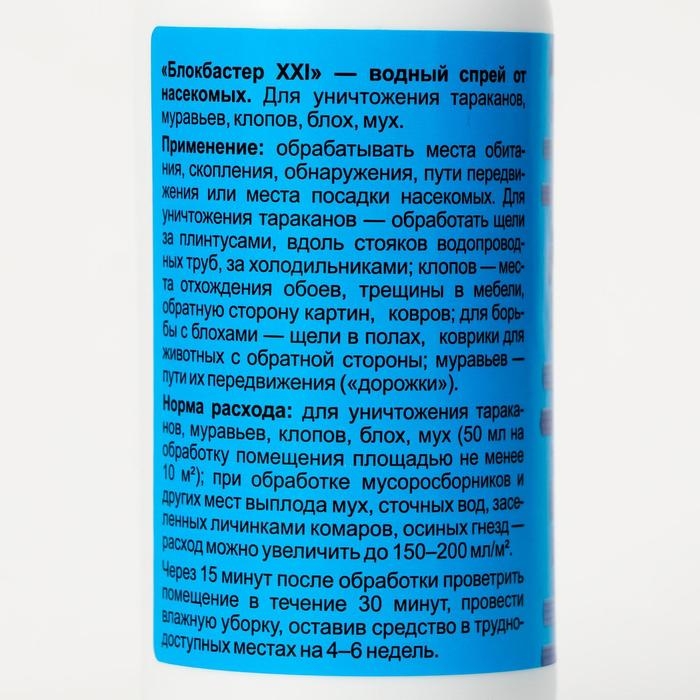 «Блокбастер XXI» — водный спрей от
насекомых. Для уничтожения тараканов,
муравьев, клопов, блох, мух.
Применение: обрабатывать места обита-
ния, скопления, обнаружения, пути передви-
жения или места посадки насекомых. Для
уничтожения тараканов — обработать щели
за плинтусами, вдоль стояков водопровод-
ных труб, за холодильниками; клопов — мес-
та отхождения обоев, трещины в мебели,
обратную сторону картин, ковров; для борь-
бы с блохами — щели в полах, коврики для
животных с обратной стороны; муравьев —
пути их передвижения («дорожки»).
Норма расхода: для уничтожения тарака-
нов, муравьев, клопов, блох, мух (50 мл на
обработку помещения площадью не менее
10 м²); при обработке мусоросборников и
других мест выплода мух, сточных вод, засе-
ленных личинками комаров, осиных гнезд —
расход можно увеличить до 150–200 мл/м².
Через 15 минут после обработки проветрить
помещение в течение 30 минут, провести
влажную уборку, оставив средство в трудно-
доступных местах на 4–6 недель.